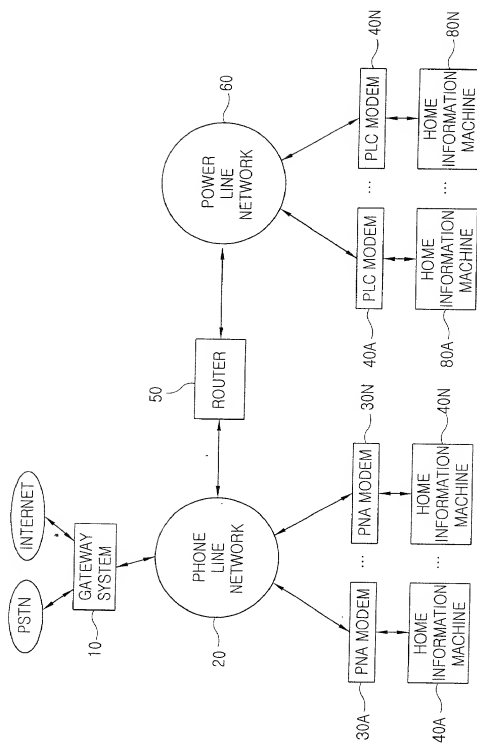 PSTN
INTERNET
GATEWAY
SYSTEM
10
PHONE
LINE
NETWORK
20
50
ROUTER
POWER
LINE
NETWORK
60
30A
PNA MODEM
...
PNA MODEM
30N
40A
HOME
INFORMATION
MACHINE
...
HOME
INFORMATION
MACHINE
40N
40A
PLC MODEM
...
PLC MODEM
40N
80A
HOME
INFORMATION
MACHINE
...
HOME
INFORMATION
MACHINE
80N